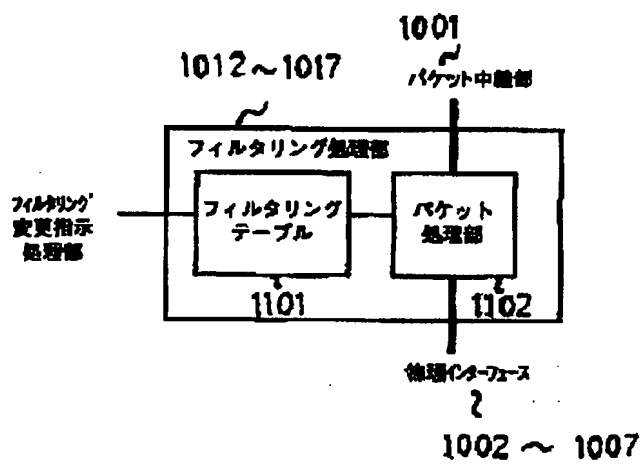 1001
パケット中継部
1012～1017
フィルタリング処理部
フィルタリング
変更指示
処理部
フィルタリング
テーブル
パケット
処理部
1101
1102
物理インターフェース
1002 ～ 1007